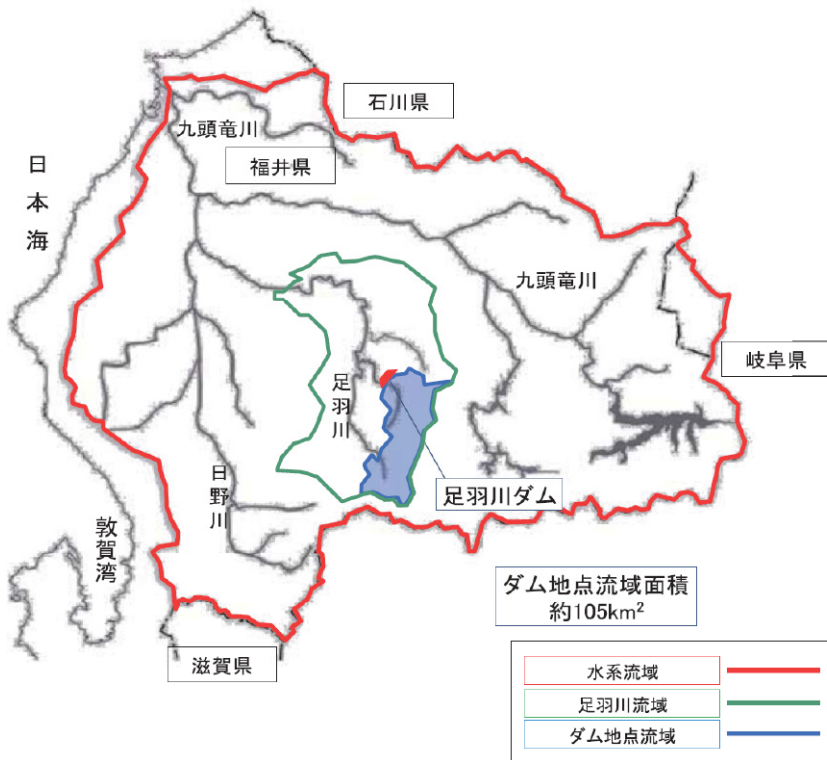 石川県
九頭竜川
福井県
日本海
九頭竜川
岐阜県
足羽川
日野川
足羽川ダム
敦賀湾
ダム地点流域面積
約105km²
滋賀県
水系流域
足羽川流域
ダム地点流域